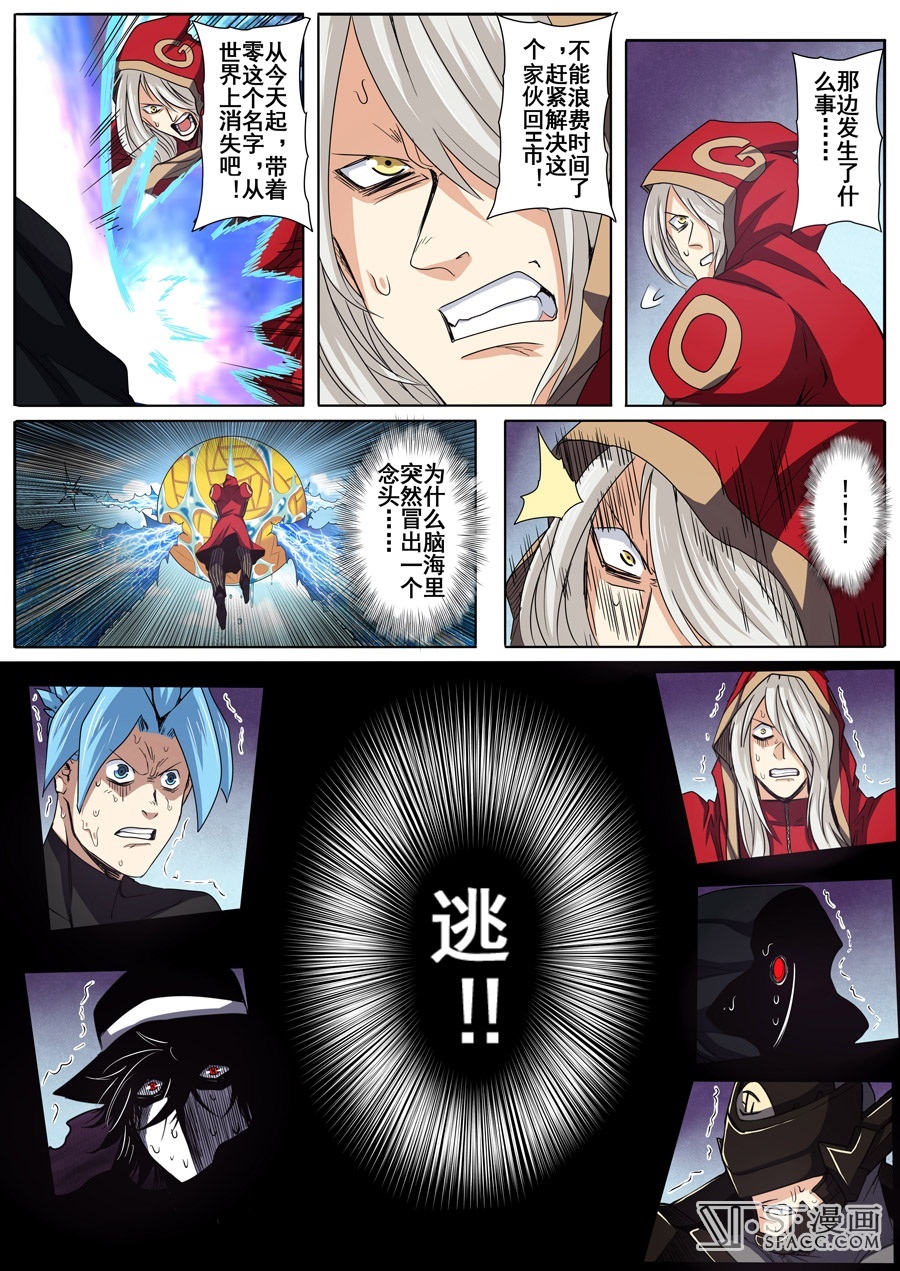 那边发生了什
么事……
G
O
不能浪费时间了
，赶紧解决这
个家伙回王市！
G
从今天起，带着
零这个名字，从
世界上消失吧！
！！！
为什么脑海里
突然冒出一个
念头……
逃
！！
SF漫画
SFACG.COM